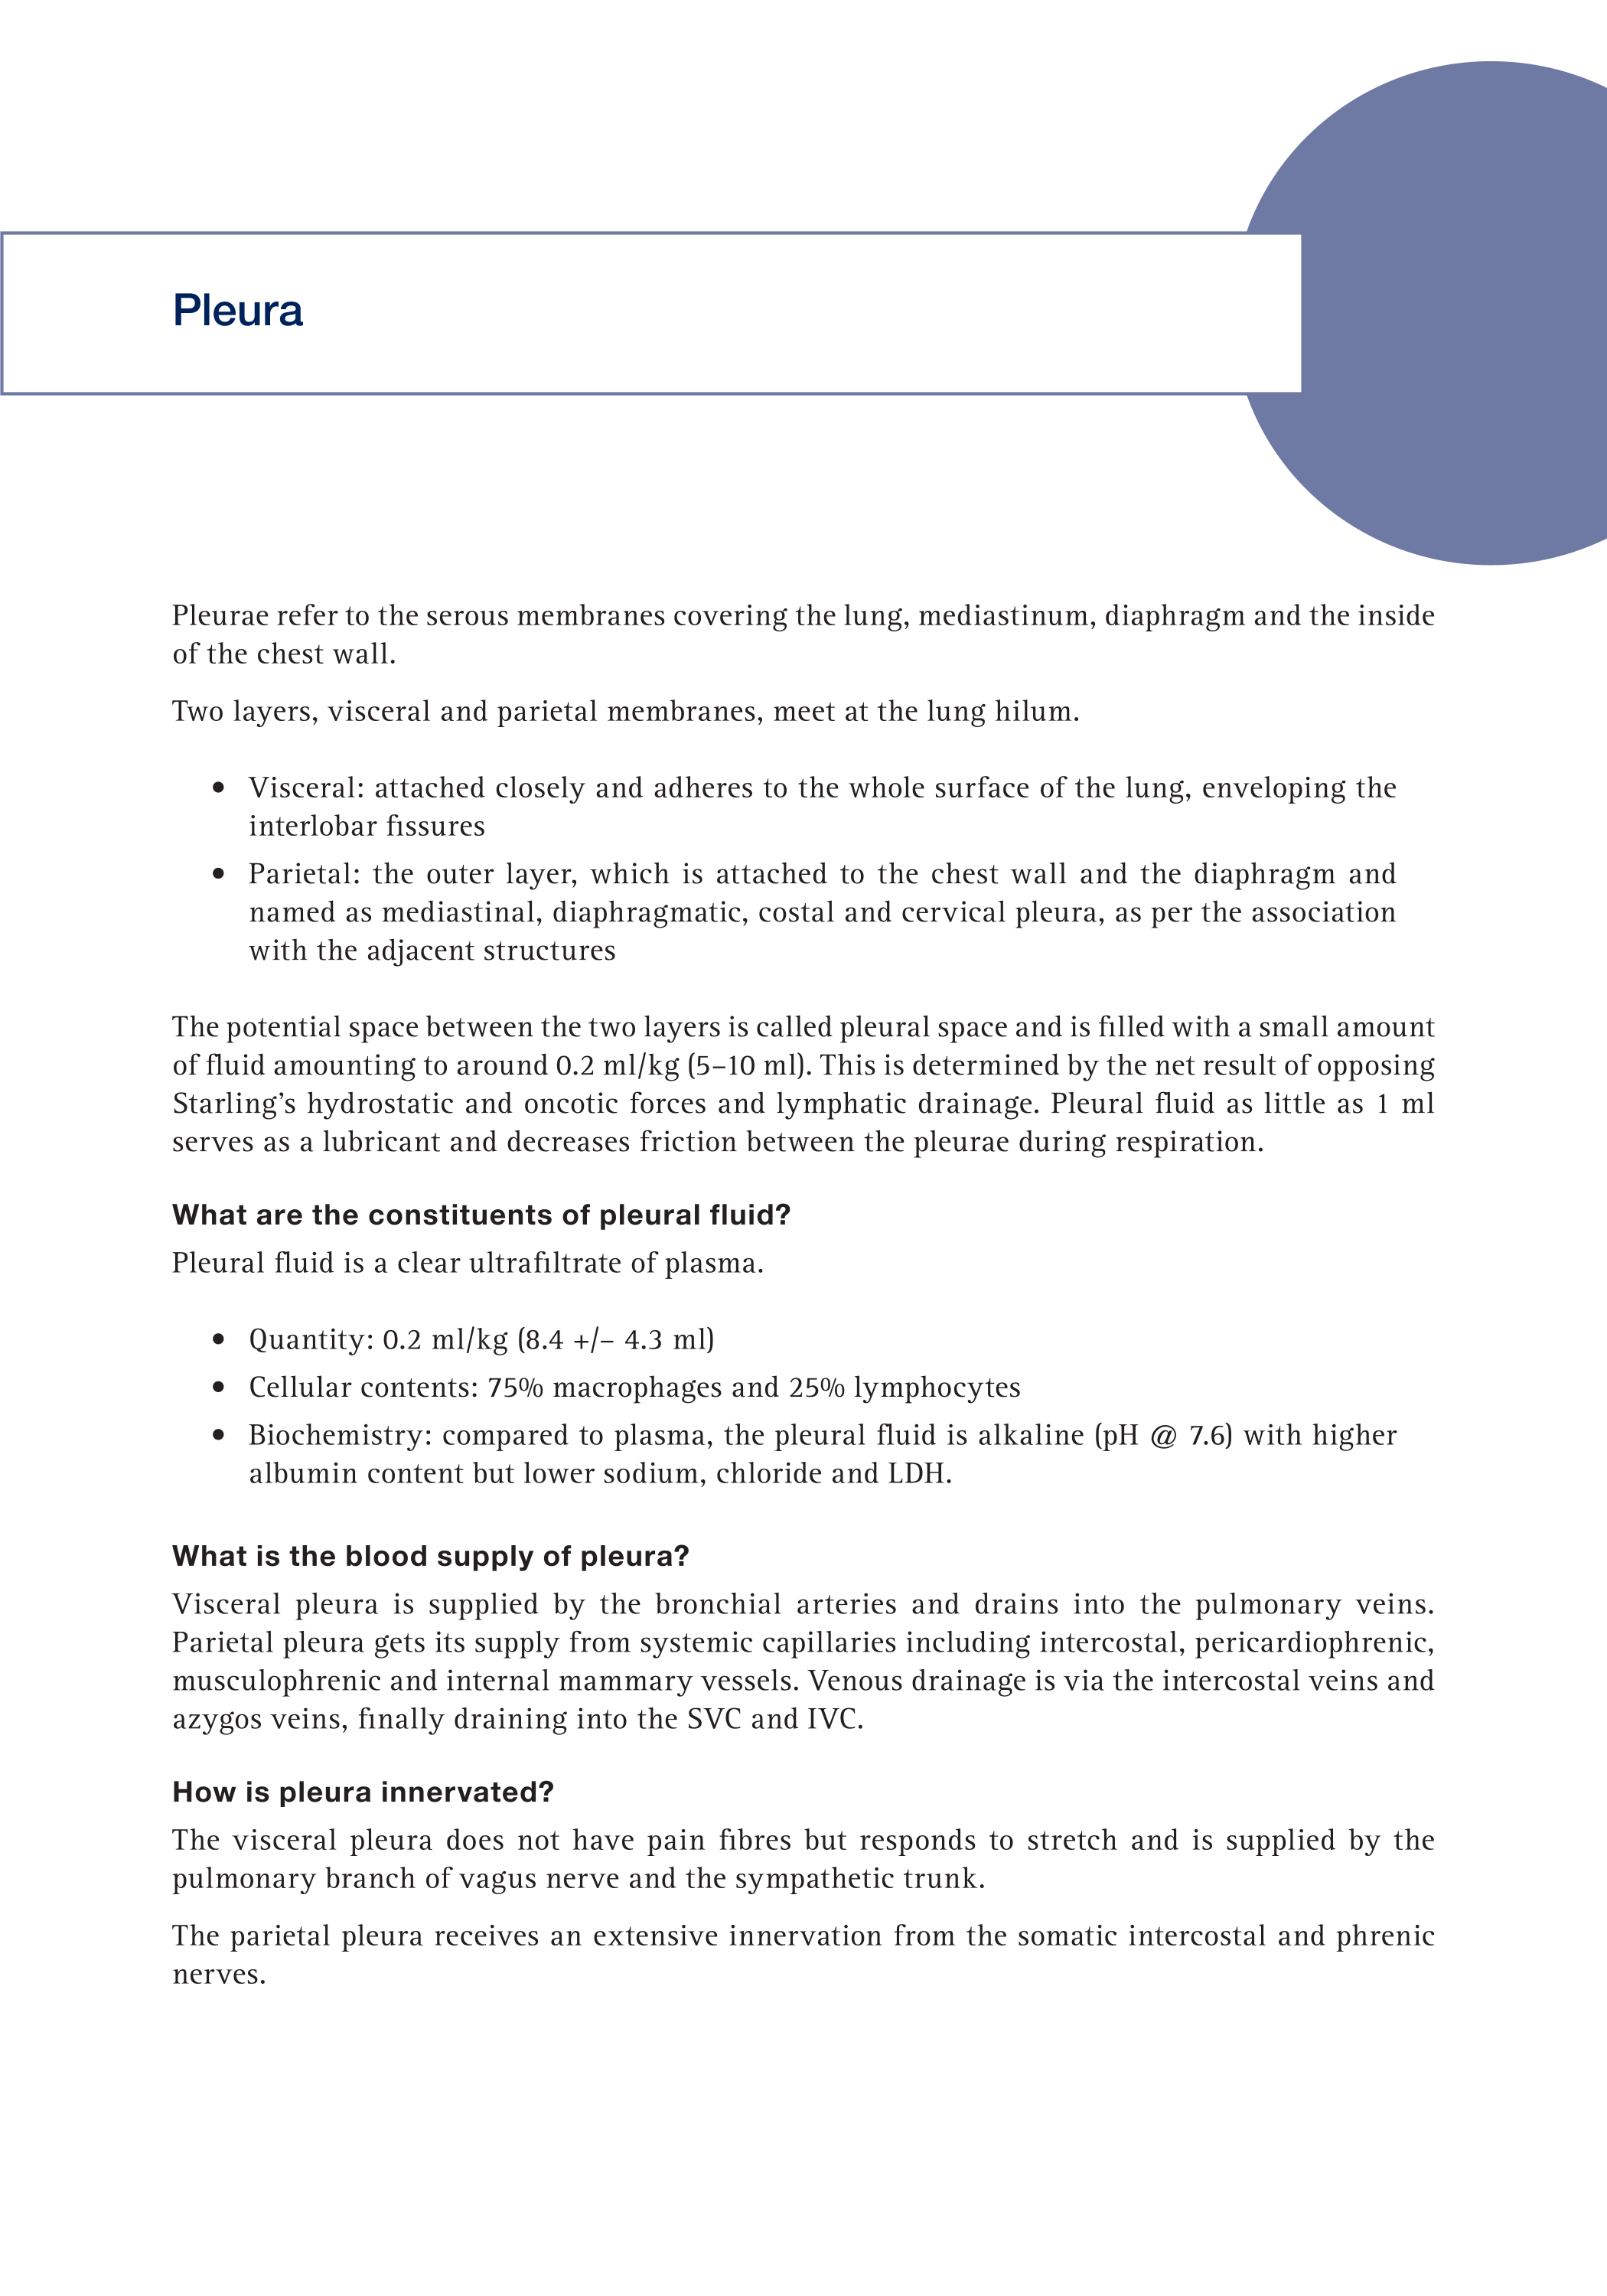 Pleura
Pleurae refer to the serous membranes covering the lung, mediastinum, diaphragm and the inside
of the chest wall.
Two layers, visceral and parietal membranes, meet at the lung hilum.
• Visceral: attached closely and adheres to the whole surface of the lung, enveloping the
interlobar fissures
• Parietal: the outer layer, which is attached to the chest wall and the diaphragm and
named as mediastinal, diaphragmatic, costal and cervical pleura, as per the association
with the adjacent structures
The potential space between the two layers is called pleural space and is filled with a small amount
of fluid amounting to around 0.2 ml/kg (5–10 ml). This is determined by the net result of opposing
Starling’s hydrostatic and oncotic forces and lymphatic drainage. Pleural fluid as little as 1 ml
serves as a lubricant and decreases friction between the pleurae during respiration.
What are the constituents of pleural fluid?
Pleural fluid is a clear ultrafiltrate of plasma.
• Quantity: 0.2 ml/kg (8.4 +/– 4.3 ml)
• Cellular contents: 75% macrophages and 25% lymphocytes
• Biochemistry: compared to plasma, the pleural fluid is alkaline (pH @ 7.6) with higher
albumin content but lower sodium, chloride and LDH.
What is the blood supply of pleura?
Visceral pleura is supplied by the bronchial arteries and drains into the pulmonary veins.
Parietal pleura gets its supply from systemic capillaries including intercostal, pericardiophrenic,
musculophrenic and internal mammary vessels. Venous drainage is via the intercostal veins and
azygos veins, finally draining into the SVC and IVC.
How is pleura innervated?
The visceral pleura does not have pain fibres but responds to stretch and is supplied by the
pulmonary branch of vagus nerve and the sympathetic trunk.
The parietal pleura receives an extensive innervation from the somatic intercostal and phrenic
nerves.